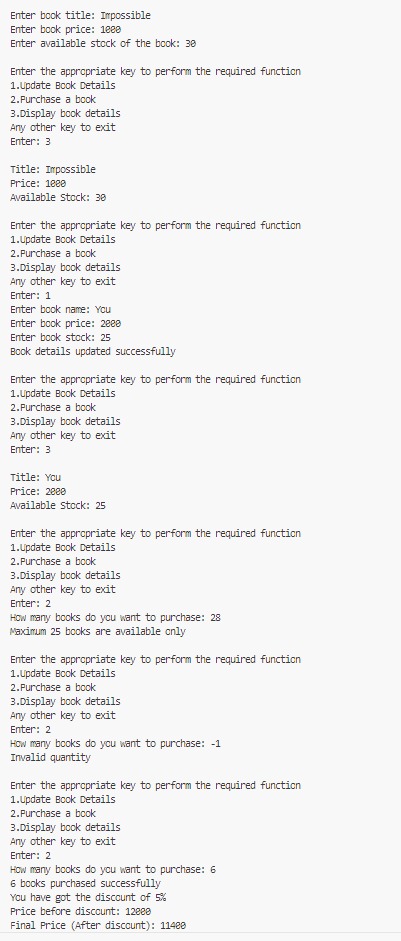 Enter book title: Impossible
Enter book price: 1000
Enter available stock of the book: 30
Enter the appropriate key to perform the required function
1.Update Book Details
2.Purchase a book
3.Display book details
Any other key to exit
Enter: 3
Title: Impossible
Price: 1000
Available Stock: 30
Enter the appropriate key to perform the required function
1.Update Book Details
2.Purchase a book
3.Display book details
Any other key to exit
Enter: 1
Enter book name: You
Enter book price: 2000
Enter book stock: 25
Book details updated successfully
Enter the appropriate key to perform the required function
1.Update Book Details
2.Purchase a book
3.Display book details
Any other key to exit
Enter: 3
Title: You
Price: 2000
Available Stock: 25
Enter the appropriate key to perform the required function
1.Update Book Details
2.Purchase a book
3.Display book details
Any other key to exit
Enter: 2
How many books do you want to purchase: 28
Maximum 25 books are available only
Enter the appropriate key to perform the required function
1.Update Book Details
2.Purchase a book
3.Display book details
Any other key to exit
Enter: 2
How many books do you want to purchase: -1
Invalid quantity
Enter the appropriate key to perform the required function
1.Update Book Details
2.Purchase a book
3.Display book details
Any other key to exit
Enter: 2
How many books do you want to purchase: 6
6 books purchased successfully
You have got the discount of 5%
Price before discount: 12000
Final Price (After discount): 11400